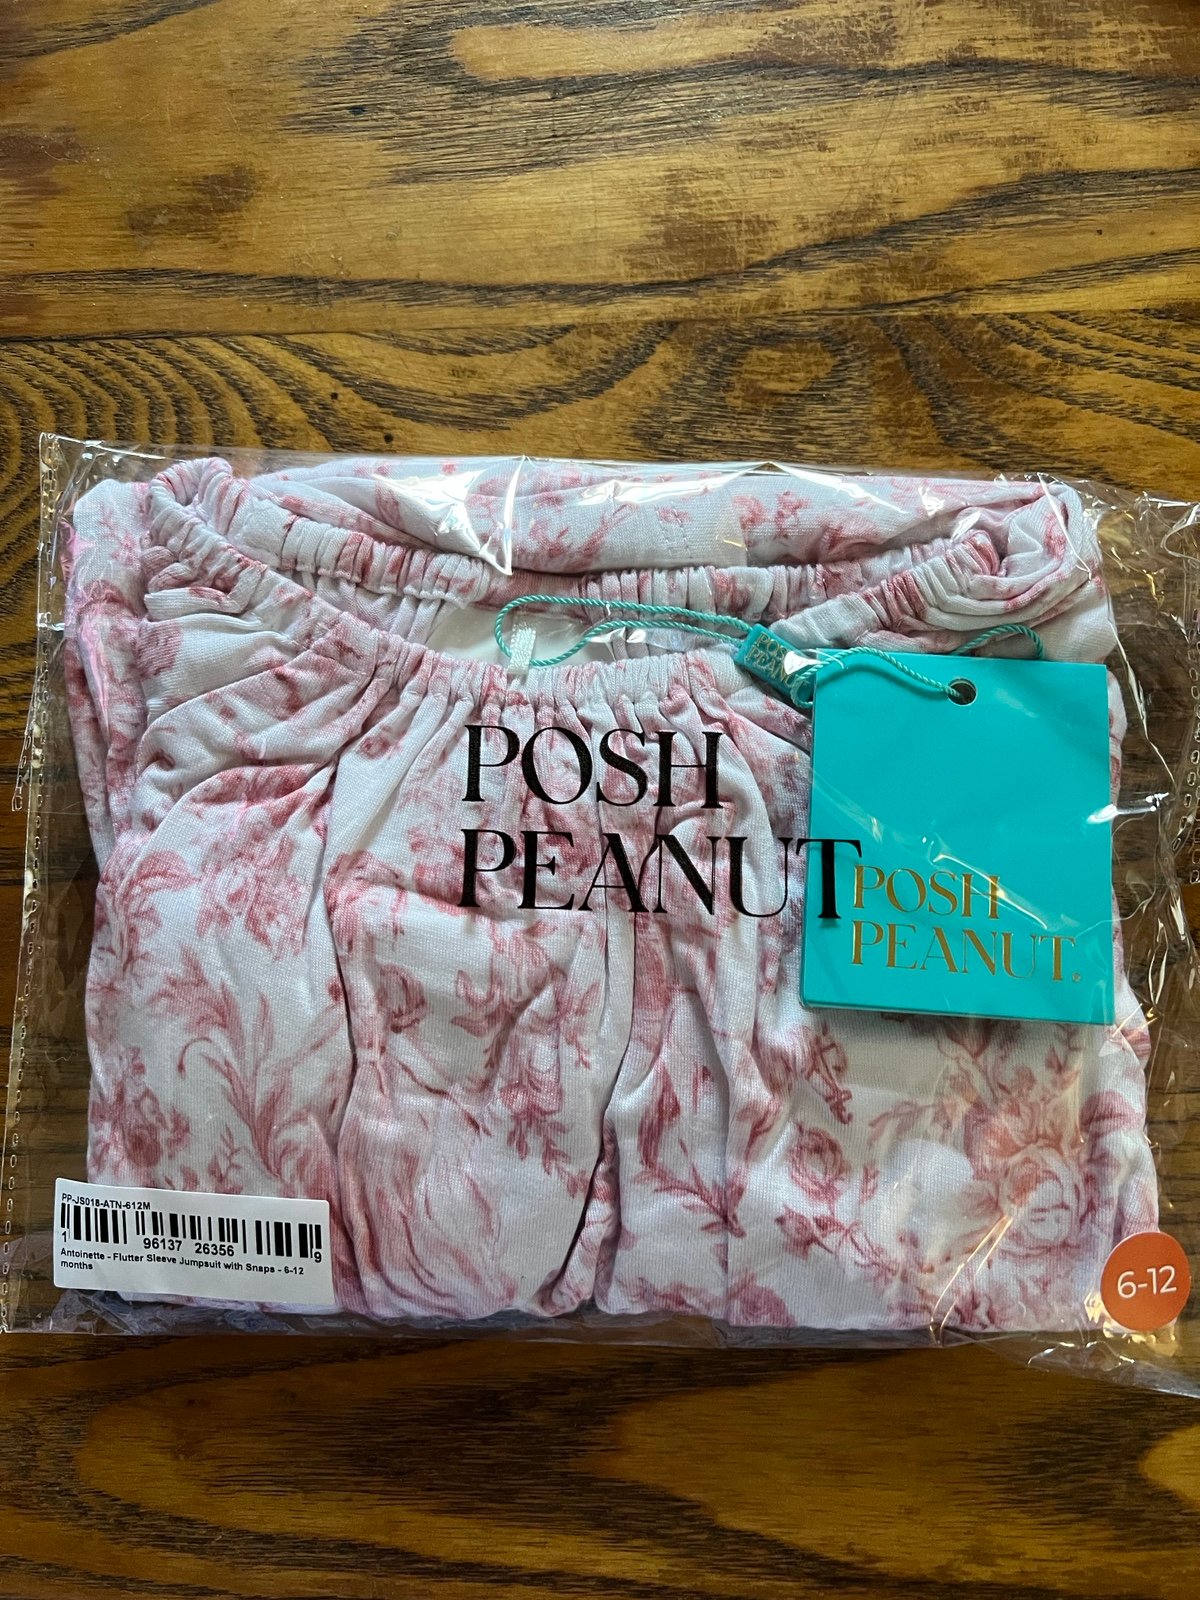 POSH
PEANUT
POSH
PEANUT
POSH
PEANUT.
PP-JS018-ATN-612M
1 96137 26356 9
Antoinette - Flutter Sleeve Jumpsuit with Snaps - 6-12
months
6-12